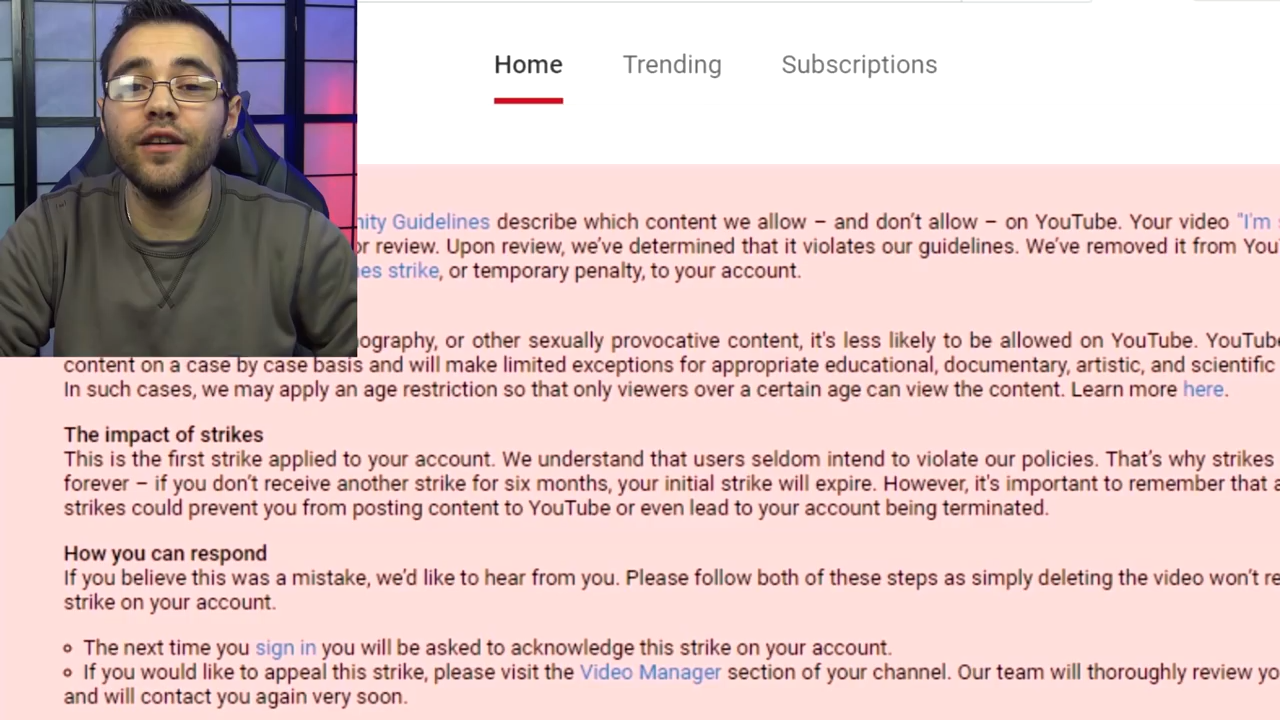 Home Trending Subscriptions
nity Guidelines describe which content we allow – and don't allow – on YouTube. Your video "I'm
or review. Upon review, we've determined that it violates our guidelines. We've removed it from You
es strike, or temporary penalty, to your account.
ography, or other sexually provocative content, it's less likely to be allowed on YouTube. YouTube
content on a case by case basis and will make limited exceptions for appropriate educational, documentary, artistic, and scientific
In such cases, we may apply an age restriction so that only viewers over a certain age can view the content. Learn more here.
The impact of strikes
This is the first strike applied to your account. We understand that users seldom intend to violate our policies. That's why strikes
forever – if you don't receive another strike for six months, your initial strike will expire. However, it's important to remember that a
strikes could prevent you from posting content to YouTube or even lead to your account being terminated.
How you can respond
If you believe this was a mistake, we'd like to hear from you. Please follow both of these steps as simply deleting the video won't re
strike on your account.
The next time you sign in you will be asked to acknowledge this strike on your account.
If you would like to appeal this strike, please visit the Video Manager section of your channel. Our team will thoroughly review yo
and will contact you again very soon.